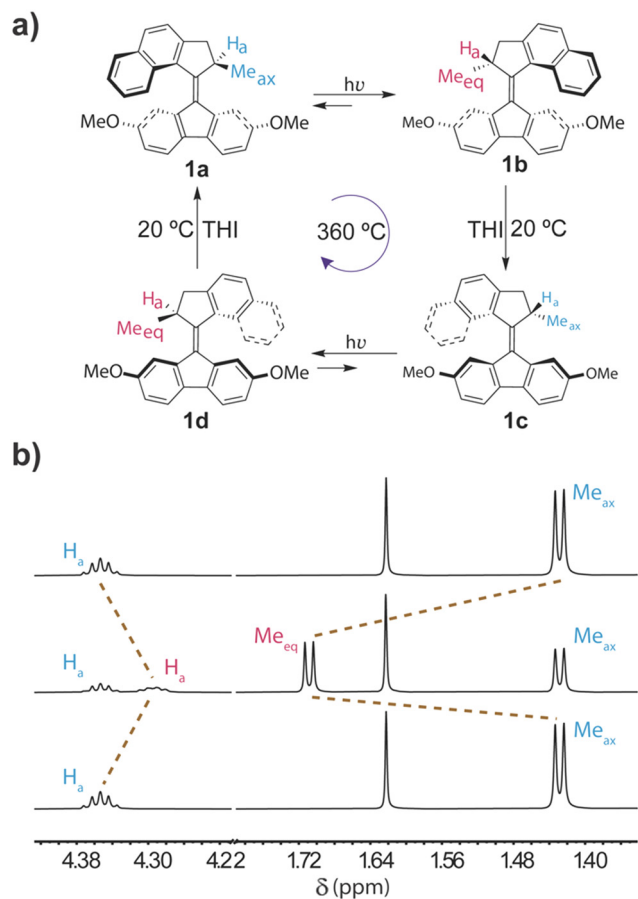 a)
Ha
Meax
hυ
Ha
Meeq
MeO
OMe
MeO
OMe
1a
1b
20 ºC
THI
360 ºC
THI
20 ºC
Ha
Meeq
hυ
Ha
Meax
MeO
OMe
MeO
OMe
1d
1c
b)
Ha
Meax
Ha
Ha
Meeq
Meax
Ha
Meax
4.38
4.30
4.22
1.72
1.64
1.56
1.48
1.40
δ (ppm)